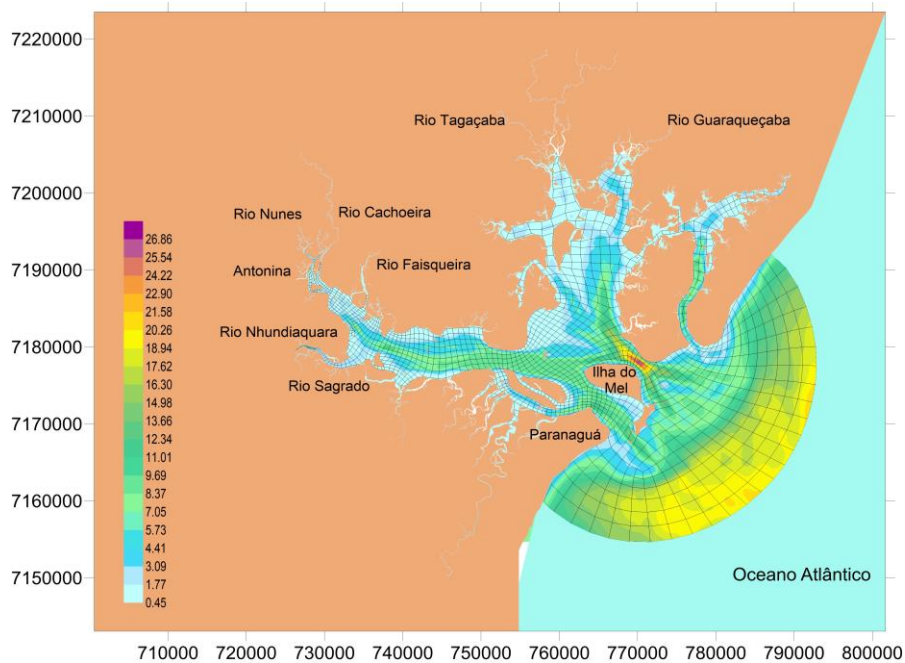 7220000
7210000
7200000
7190000
7180000
7170000
7160000
7150000
Rio Tagaçaba
Rio Guaraqueçaba
Rio Nunes
Rio Cachoeira
Antonina
Rio Faisqueira
Rio Nhundiaquara
Rio Sagrado
Ilha do
Mel
Paranaguá
Oceano Atlântico
26.86
25.54
24.22
22.90
21.58
20.26
18.94
17.62
16.30
14.98
13.66
12.34
11.01
9.69
8.37
7.05
5.73
4.41
3.09
1.77
0.45
710000 720000 730000 740000 750000 760000 770000 780000 790000 800000